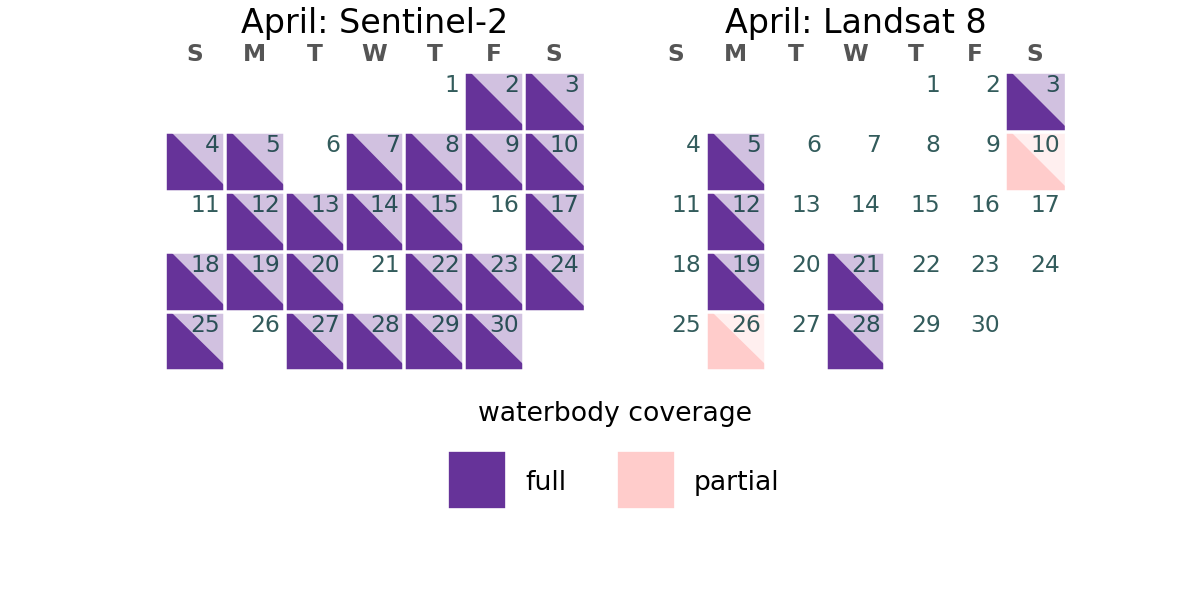 April: Sentinel-2
S M T W T F S
1 2 3
4 5 6 7 8 9 10
11 12 13 14 15 16 17
18 19 20 21 22 23 24
25 26 27 28 29 30
April: Landsat 8
S M T W T F S
1 2 3
4 5 6 7 8 9 10
11 12 13 14 15 16 17
18 19 20 21 22 23 24
25 26 27 28 29 30
waterbody coverage
full
partial